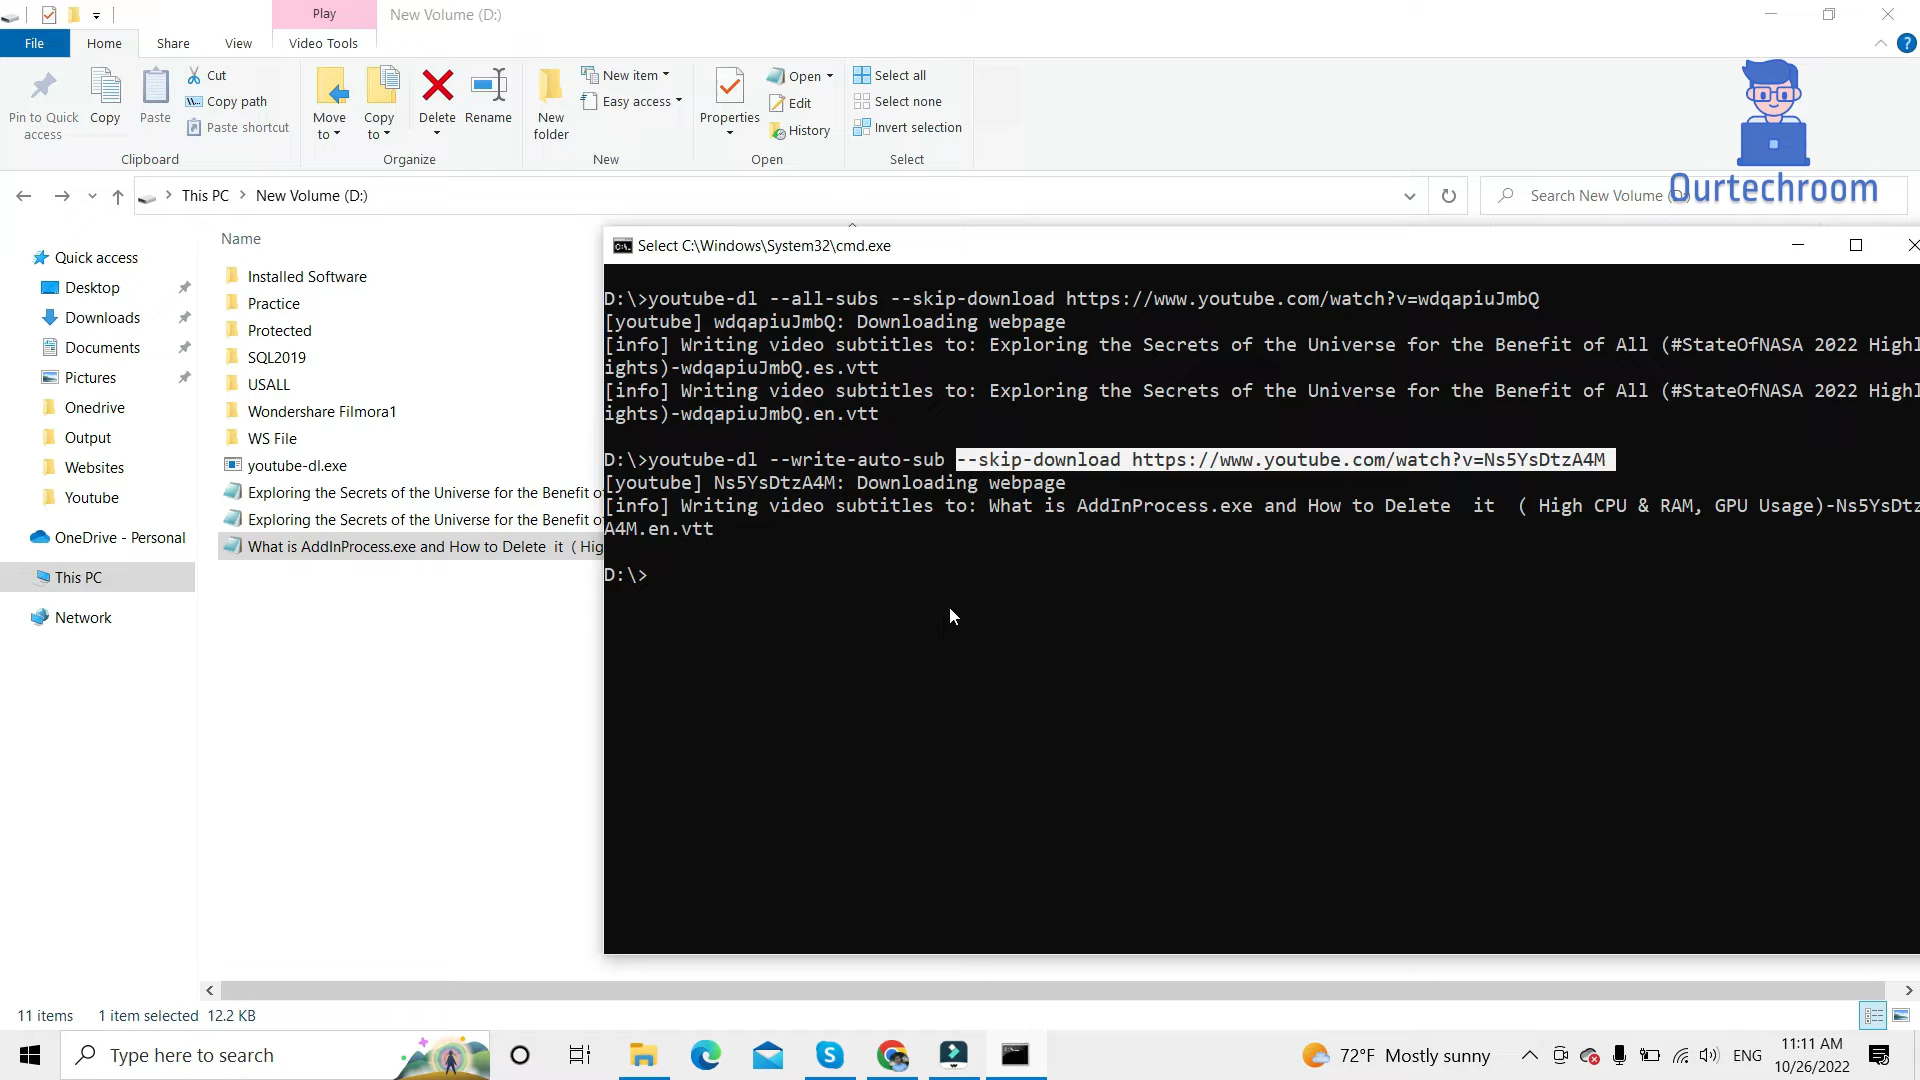 Play
New Volume (D:)
File
Home
Share
View
Video Tools
Pin to Quick access
Copy
Paste
Cut
Copy path
Paste shortcut
Clipboard
Move to
Copy to
Delete
Rename
Organize
New folder
New item
Easy access
New
Properties
Open
Edit
History
Open
Select all
Select none
Invert selection
Select
Ourtechroom
This PC
New Volume (D:)
Search New Volume
Name
Quick access
Desktop
Downloads
Documents
Pictures
Onedrive
Output
Websites
Youtube
OneDrive - Personal
This PC
Network
Installed Software
Practice
Protected
SQL2019
USALL
Wondershare Filmora1
WS File
youtube-dl.exe
Exploring the Secrets of the Universe for the Benefit o
Exploring the Secrets of the Universe for the Benefit o
What is AddInProcess.exe and How to Delete  it  ( Hig
Select C:\Windows\System32\cmd.exe
D:\>youtube-dl --all-subs --skip-download https://www.youtube.com/watch?v=wdqapiuJmbQ
[youtube] wdqapiuJmbQ: Downloading webpage
[info] Writing video subtitles to: Exploring the Secrets of the Universe for the Benefit of All (#StateOfNASA 2022 Highl
ights)-wdqapiuJmbQ.es.vtt
[info] Writing video subtitles to: Exploring the Secrets of the Universe for the Benefit of All (#StateOfNASA 2022 Highl
ights)-wdqapiuJmbQ.en.vtt
D:\>youtube-dl --write-auto-sub --skip-download https://www.youtube.com/watch?v=Ns5YsDtzA4M
[youtube] Ns5YsDtzA4M: Downloading webpage
[info] Writing video subtitles to: What is AddInProcess.exe and How to Delete  it  ( High CPU & RAM, GPU Usage)-Ns5YsDtz
A4M.en.vtt
D:\>
11 items
1 item selected
12.2 KB
Type here to search
72°F
Mostly sunny
ENG
11:11 AM
10/26/2022